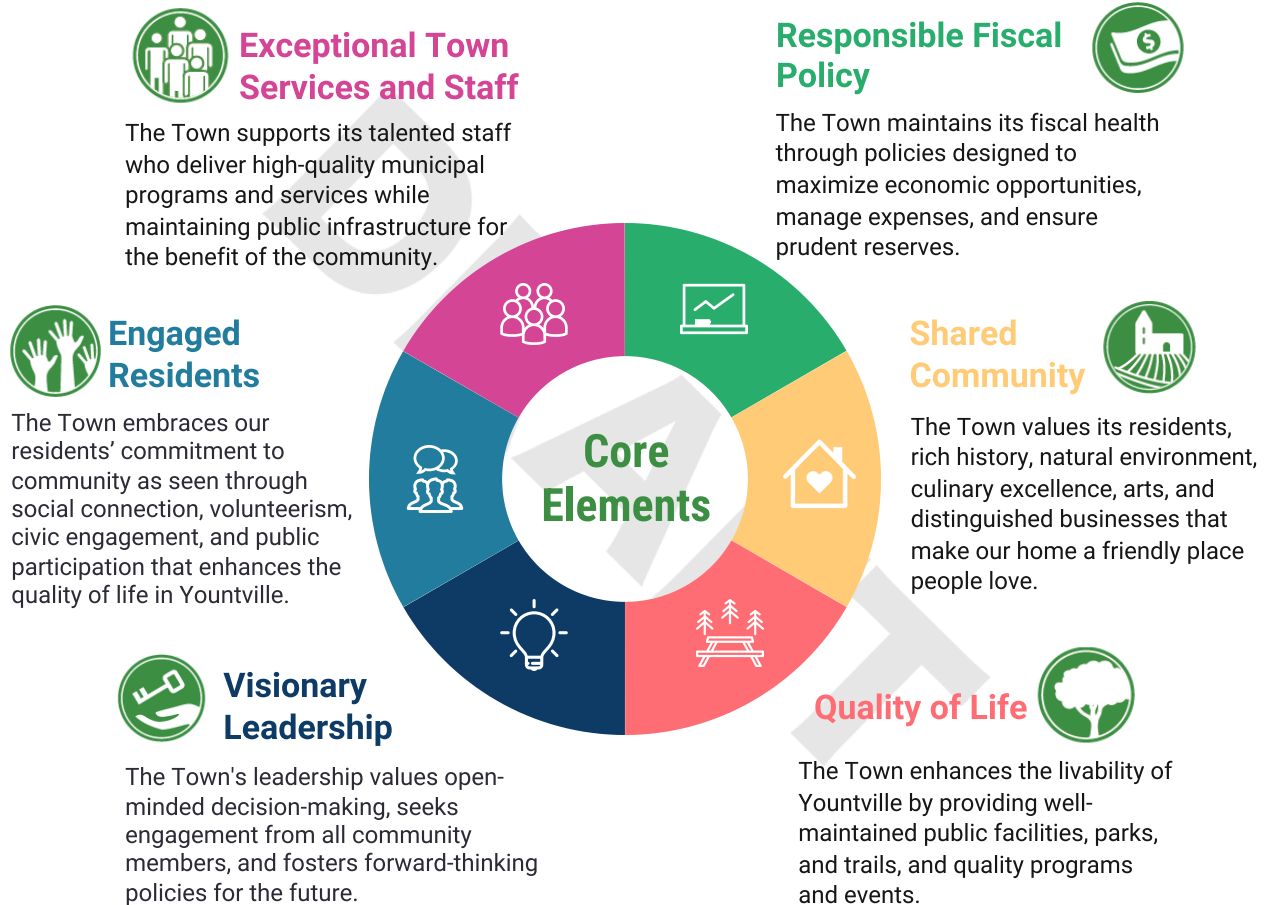 Exceptional Town
Services and Staff
The Town supports its talented staff
who deliver high-quality municipal
programs and services while
maintaining public infrastructure for
the benefit of the community.
Responsible Fiscal
Policy
The Town maintains its fiscal health
through policies designed to
maximize economic opportunities,
manage expenses, and ensure
prudent reserves.
Engaged
Residents
The Town embraces our
residents’ commitment to
community as seen through
social connection, volunteerism,
civic engagement, and public
participation that enhances the
quality of life in Yountville.
Core
Elements
Shared
Community
The Town values its residents,
rich history, natural environment,
culinary excellence, arts, and
distinguished businesses that
make our home a friendly place
people love.
Visionary
Leadership
The Town's leadership values open-
minded decision-making, seeks
engagement from all community
members, and fosters forward-thinking
policies for the future.
Quality of Life
The Town enhances the livability of
Yountville by providing well-
maintained public facilities, parks,
and trails, and quality programs
and events.
DRAFT